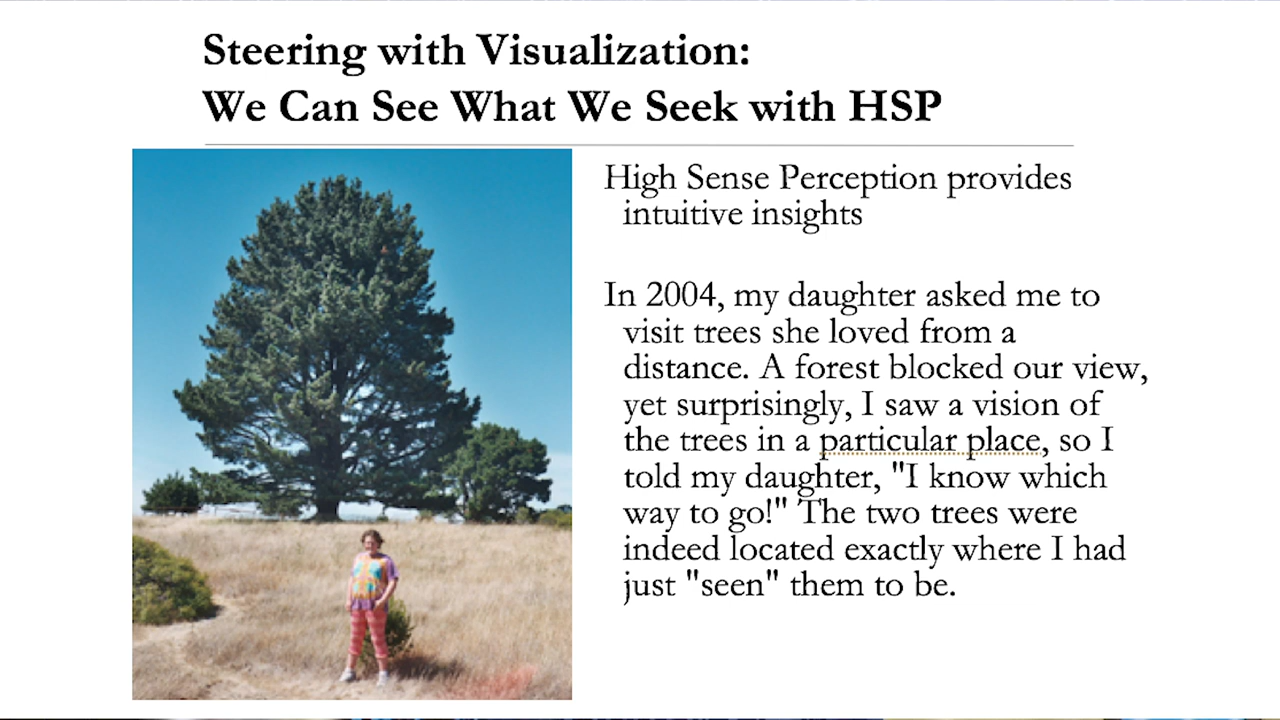 Steering with Visualization:
We Can See What We Seek with HSP
High Sense Perception provides
intuitive insights
In 2004, my daughter asked me to
visit trees she loved from a
distance. A forest blocked our view,
yet surprisingly, I saw a vision of
the trees in a particular place, so I
told my daughter, "I know which
way to go!" The two trees were
indeed located exactly where I had
just "seen" them to be.